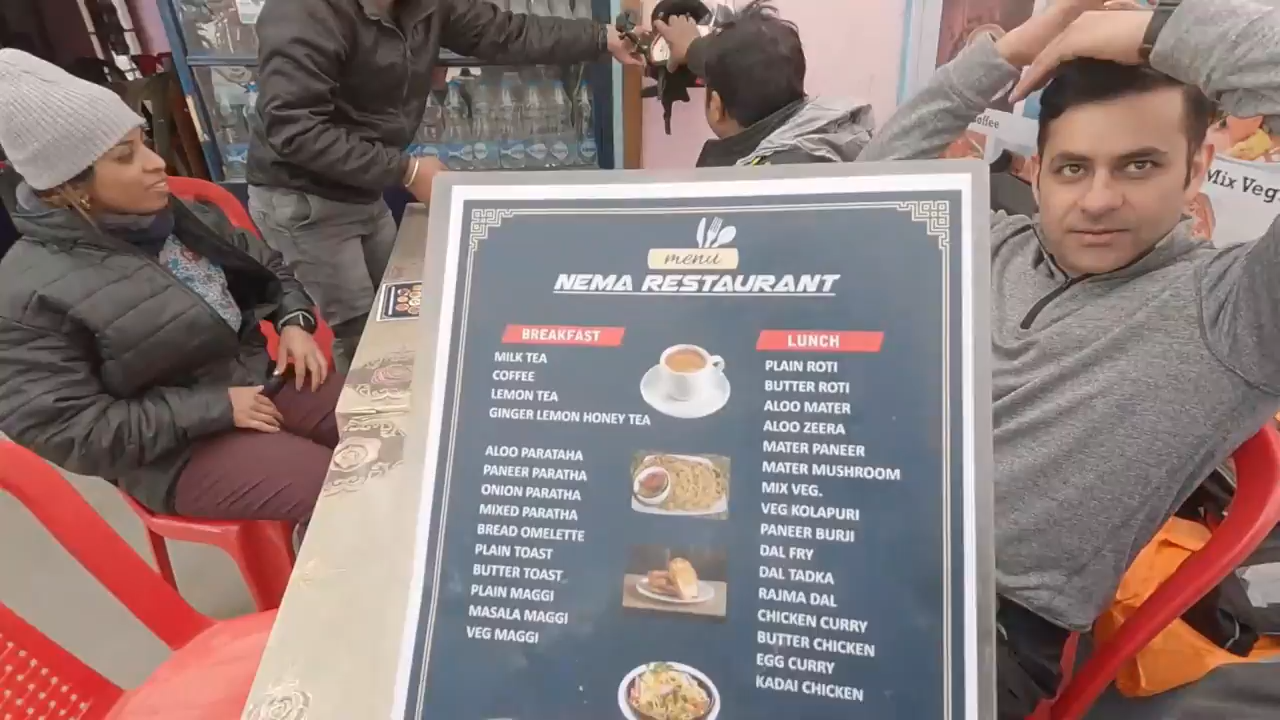 menu
NEMA RESTAURANT
BREAKFAST
MILK TEA
COFFEE
LEMON TEA
GINGER LEMON HONEY TEA
ALOO PARATAHA
PANEER PARATHA
ONION PARATHA
MIXED PARATHA
BREAD OMELETTE
PLAIN TOAST
BUTTER TOAST
PLAIN MAGGI
MASALA MAGGI
VEG MAGGI
LUNCH
PLAIN ROTI
BUTTER ROTI
ALOO MATER
ALOO ZEERA
MATER PANEER
MATER MUSHROOM
MIX VEG.
VEG KOLAPURI
PANEER BURJI
DAL FRY
DAL TADKA
RAJMA DAL
CHICKEN CURRY
BUTTER CHICKEN
EGG CURRY
KADAI CHICKEN
Coffee
Mix Veg